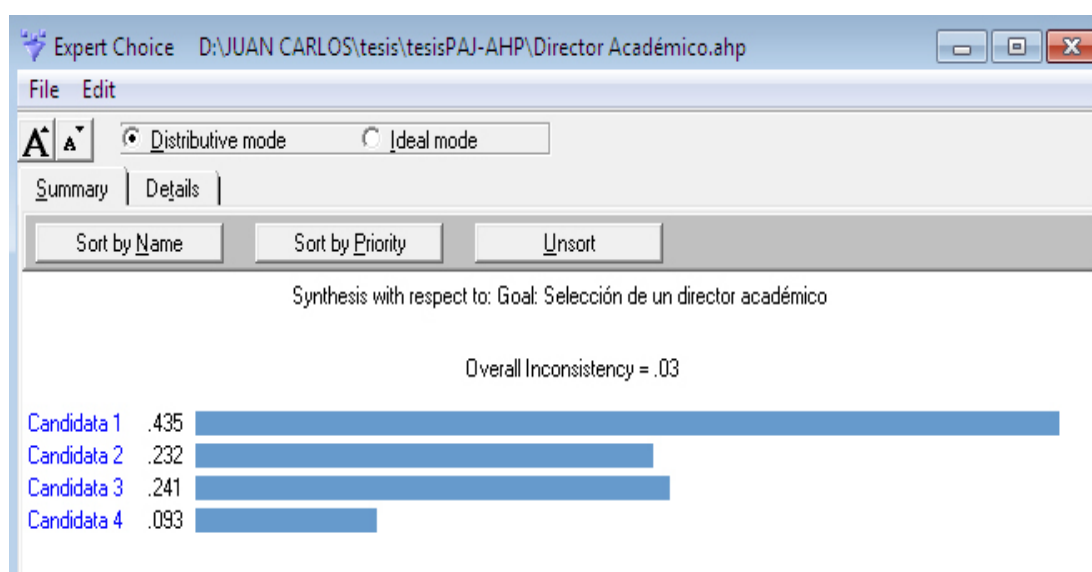 Expert Choice D:\JUAN CARLOS\tesis\tesisPAJ-AHP\Director Académico.ahp
File Edit
A A Distributive mode Ideal mode
Summary Details
Sort by Name Sort by Priority Unsort
Synthesis with respect to: Goal: Selección de un director académico
Overall Inconsistency = .03
Candidata 1 .435
Candidata 2 .232
Candidata 3 .241
Candidata 4 .093